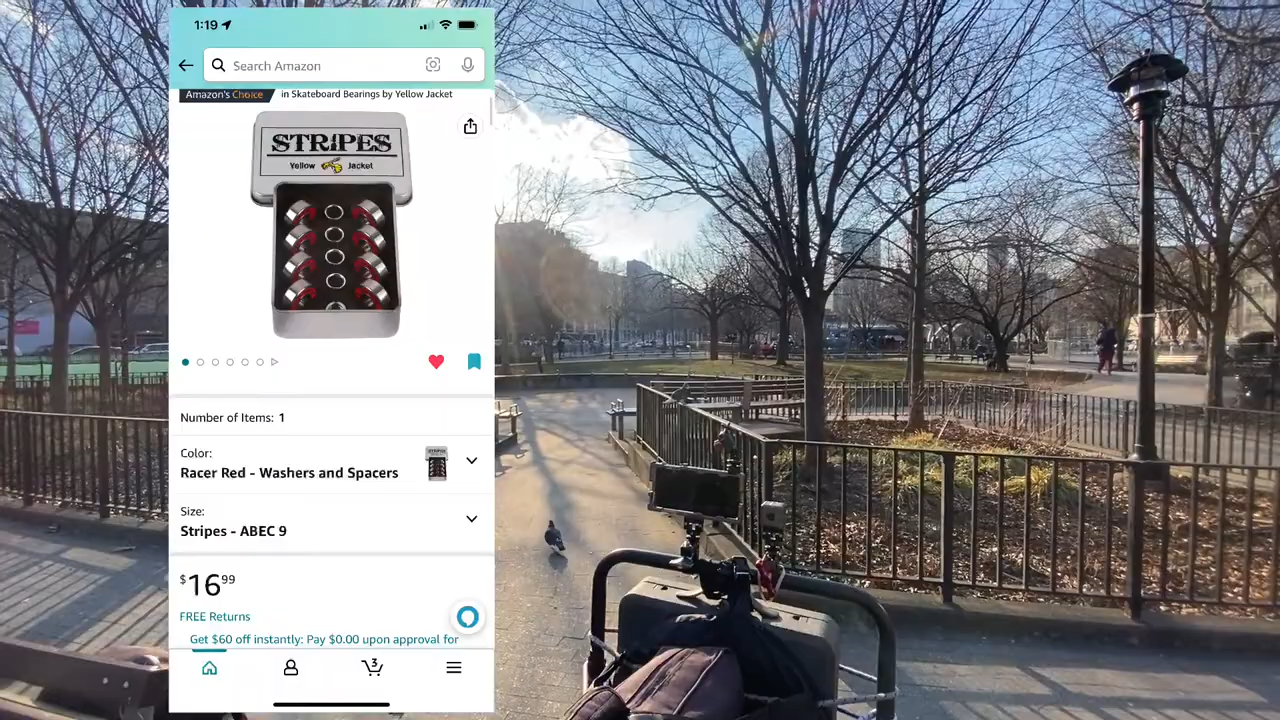 1:19
Search Amazon
Amazon's Choice in Skateboard Bearings by Yellow Jacket
STRIPES
Yellow Jacket
Number of Items: 1
Color:
Racer Red - Washers and Spacers
Size:
Stripes - ABEC 9
$16.99
FREE Returns
Get $60 off instantly: Pay $0.00 upon approval for
3